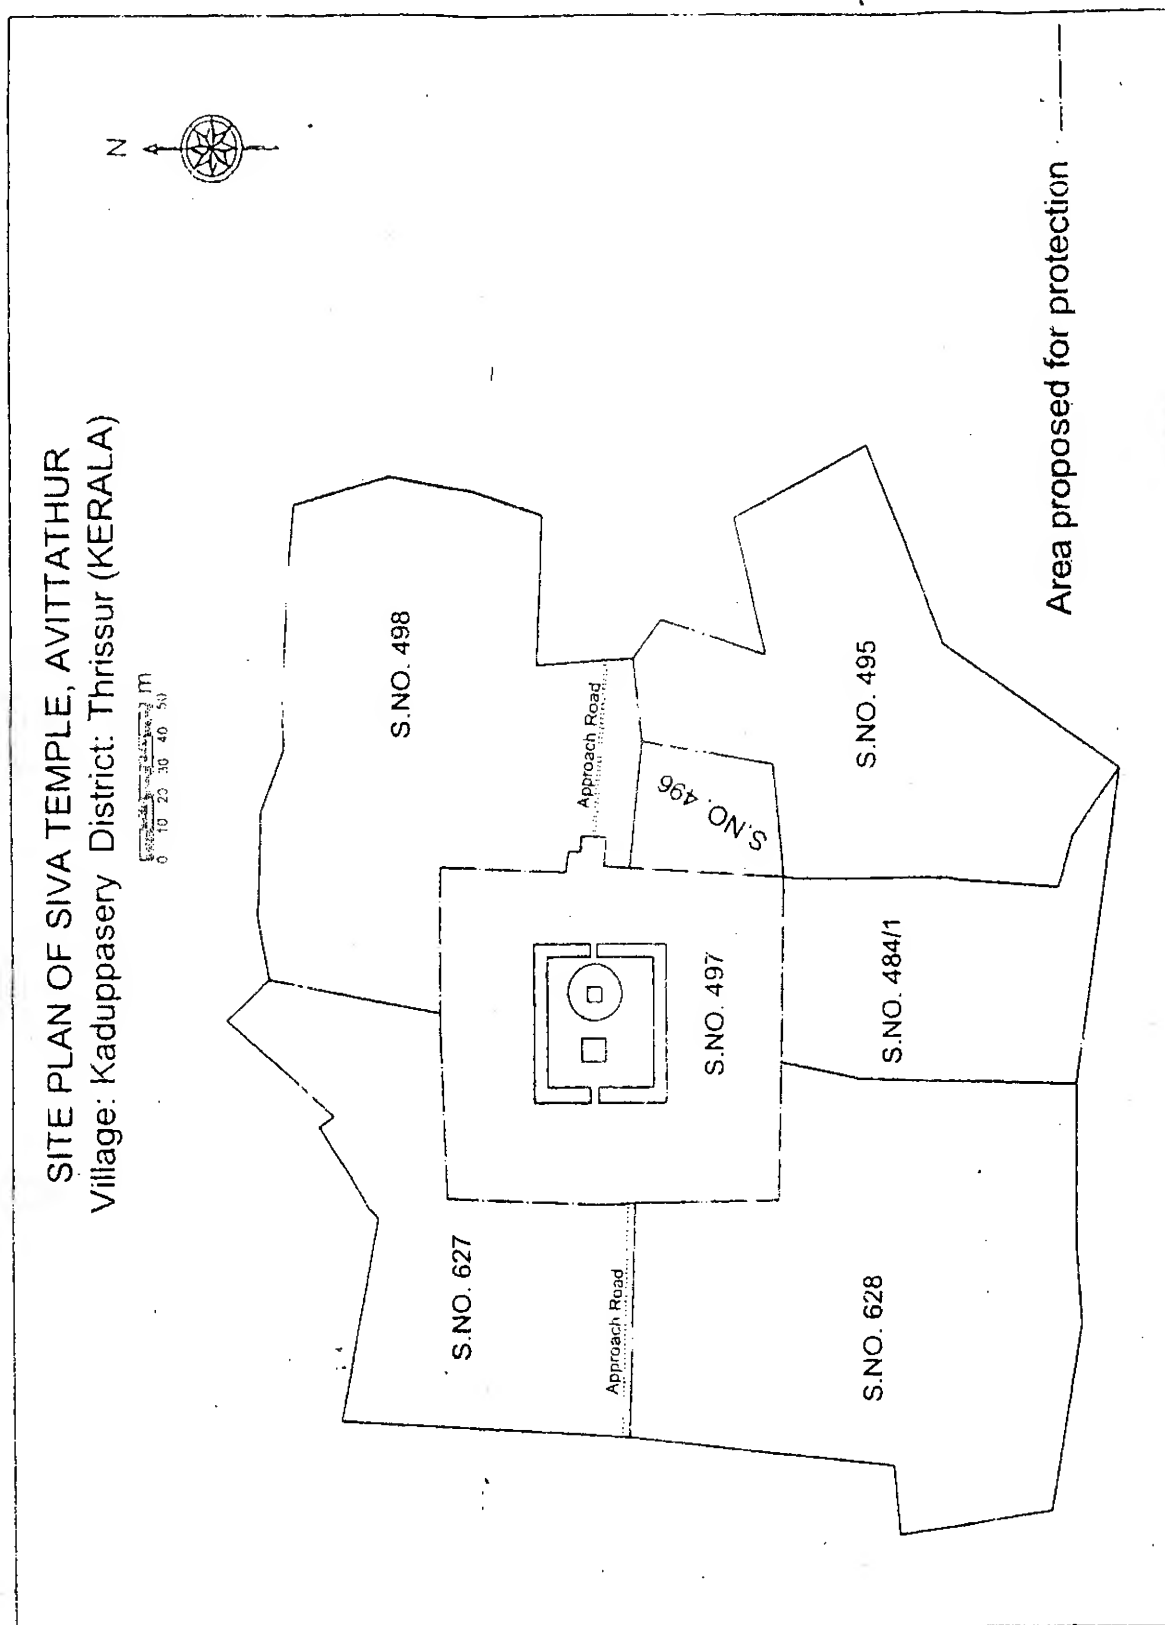 SITE PLAN OF SIVA TEMPLE, AVITTATHUR
Village: Kaduppasery District: Thrissur (KERALA)
0 10 20 30 40 50 m
N
S.NO. 627
S.NO. 498
Approach Road
Approach Road
S.NO. 496
S.NO. 497
S.NO. 628
S.NO. 484/1
S.NO. 495
Area proposed for protection